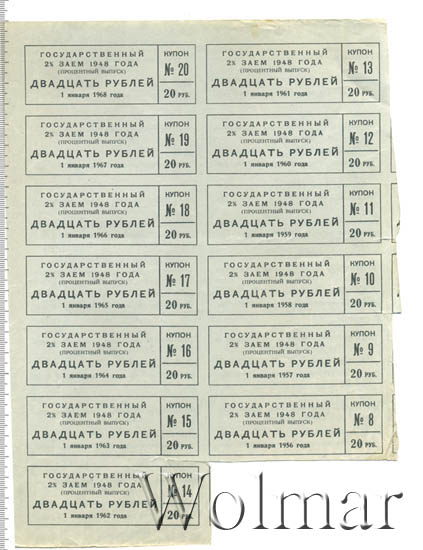 ГОСУДАРСТВЕННЫЙ
2% ЗАЕМ 1948 ГОДА
(ПРОЦЕНТНЫЙ ВЫПУСК)
ДВАДЦАТЬ РУБЛЕЙ
1 января 1968 года
КУПОН
№ 20
20 РУБ.
ГОСУДАРСТВЕННЫЙ
2% ЗАЕМ 1948 ГОДА
(ПРОЦЕНТНЫЙ ВЫПУСК)
ДВАДЦАТЬ РУБЛЕЙ
1 января 1961 года
КУПОН
№ 13
20 РУБ.
ГОСУДАРСТВЕННЫЙ
2% ЗАЕМ 1948 ГОДА
(ПРОЦЕНТНЫЙ ВЫПУСК)
ДВАДЦАТЬ РУБЛЕЙ
1 января 1967 года
КУПОН
№ 19
20 РУБ.
ГОСУДАРСТВЕННЫЙ
2% ЗАЕМ 1948 ГОДА
(ПРОЦЕНТНЫЙ ВЫПУСК)
ДВАДЦАТЬ РУБЛЕЙ
1 января 1960 года
КУПОН
№ 12
20 РУБ.
ГОСУДАРСТВЕННЫЙ
2% ЗАЕМ 1948 ГОДА
(ПРОЦЕНТНЫЙ ВЫПУСК)
ДВАДЦАТЬ РУБЛЕЙ
1 января 1966 года
КУПОН
№ 18
20 РУБ.
ГОСУДАРСТВЕННЫЙ
2% ЗАЕМ 1948 ГОДА
(ПРОЦЕНТНЫЙ ВЫПУСК)
ДВАДЦАТЬ РУБЛЕЙ
1 января 1959 года
КУПОН
№ 11
20 РУБ.
ГОСУДАРСТВЕННЫЙ
2% ЗАЕМ 1948 ГОДА
(ПРОЦЕНТНЫЙ ВЫПУСК)
ДВАДЦАТЬ РУБЛЕЙ
1 января 1965 года
КУПОН
№ 17
20 РУБ.
ГОСУДАРСТВЕННЫЙ
2% ЗАЕМ 1948 ГОДА
(ПРОЦЕНТНЫЙ ВЫПУСК)
ДВАДЦАТЬ РУБЛЕЙ
1 января 1958 года
КУПОН
№ 10
20 РУБ.
ГОСУДАРСТВЕННЫЙ
2% ЗАЕМ 1948 ГОДА
(ПРОЦЕНТНЫЙ ВЫПУСК)
ДВАДЦАТЬ РУБЛЕЙ
1 января 1964 года
КУПОН
№ 16
20 РУБ.
ГОСУДАРСТВЕННЫЙ
2% ЗАЕМ 1948 ГОДА
(ПРОЦЕНТНЫЙ ВЫПУСК)
ДВАДЦАТЬ РУБЛЕЙ
1 января 1957 года
КУПОН
№ 9
20 РУБ.
ГОСУДАРСТВЕННЫЙ
2% ЗАЕМ 1948 ГОДА
(ПРОЦЕНТНЫЙ ВЫПУСК)
ДВАДЦАТЬ РУБЛЕЙ
1 января 1963 года
КУПОН
№ 15
20 РУБ.
ГОСУДАРСТВЕННЫЙ
2% ЗАЕМ 1948 ГОДА
(ПРОЦЕНТНЫЙ ВЫПУСК)
ДВАДЦАТЬ РУБЛЕЙ
1 января 1956 года
КУПОН
№ 8
20 РУБ.
ГОСУДАРСТВЕННЫЙ
2% ЗАЕМ 1948 ГОДА
(ПРОЦЕНТНЫЙ ВЫПУСК)
ДВАДЦАТЬ РУБЛЕЙ
1 января 1962 года
КУПОН
№ 14
20 РУБ.
Wolmar